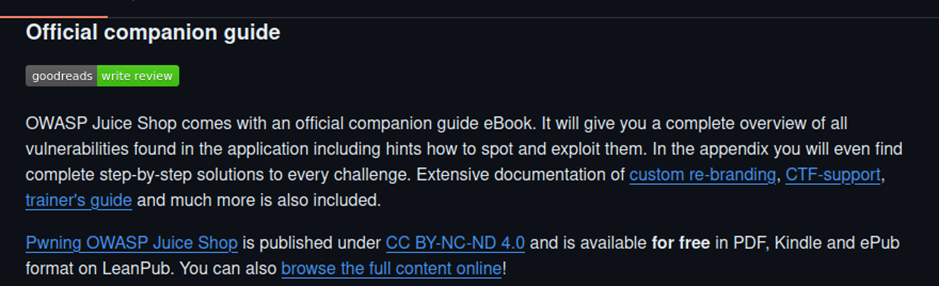 Official companion guide
goodreads write review
OWASP Juice Shop comes with an official companion guide eBook. It will give you a complete overview of all
vulnerabilities found in the application including hints how to spot and exploit them. In the appendix you will even find
complete step-by-step solutions to every challenge. Extensive documentation of custom re-branding, CTF-support,
trainer's guide and much more is also included.
Pwning OWASP Juice Shop is published under CC BY-NC-ND 4.0 and is available for free in PDF, Kindle and ePub
format on LeanPub. You can also browse the full content online!